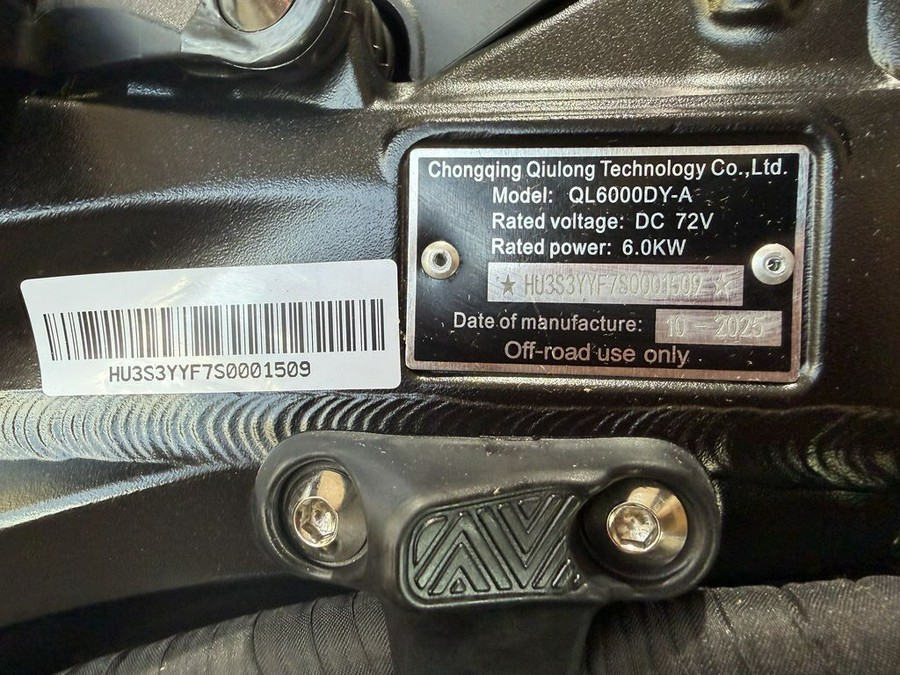 Chongqing Qiulong Technology Co.,Ltd.
Model: QL6000DY-A
Rated voltage: DC 72V
Rated power: 6.0KW
★ HU3S3YYF7S0001509 ★
Date of manufacture: 10-2025
Off-road use only
HU3S3YYF7S0001509